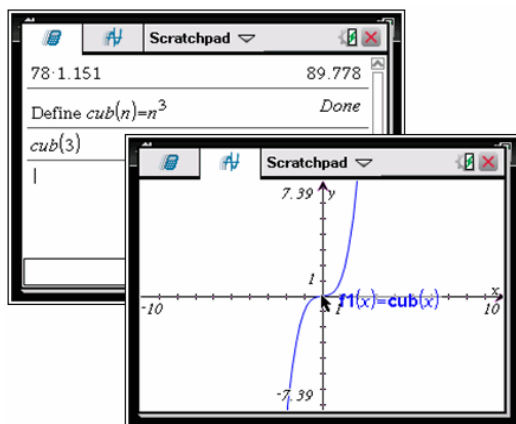 Scratchpad
78·1.151 89.778
Define cub(n)=n³ Done
cub(3)
Scratchpad
7.39 y
1
x
-10 1 10
f1(x)=cub(x)
-7.39